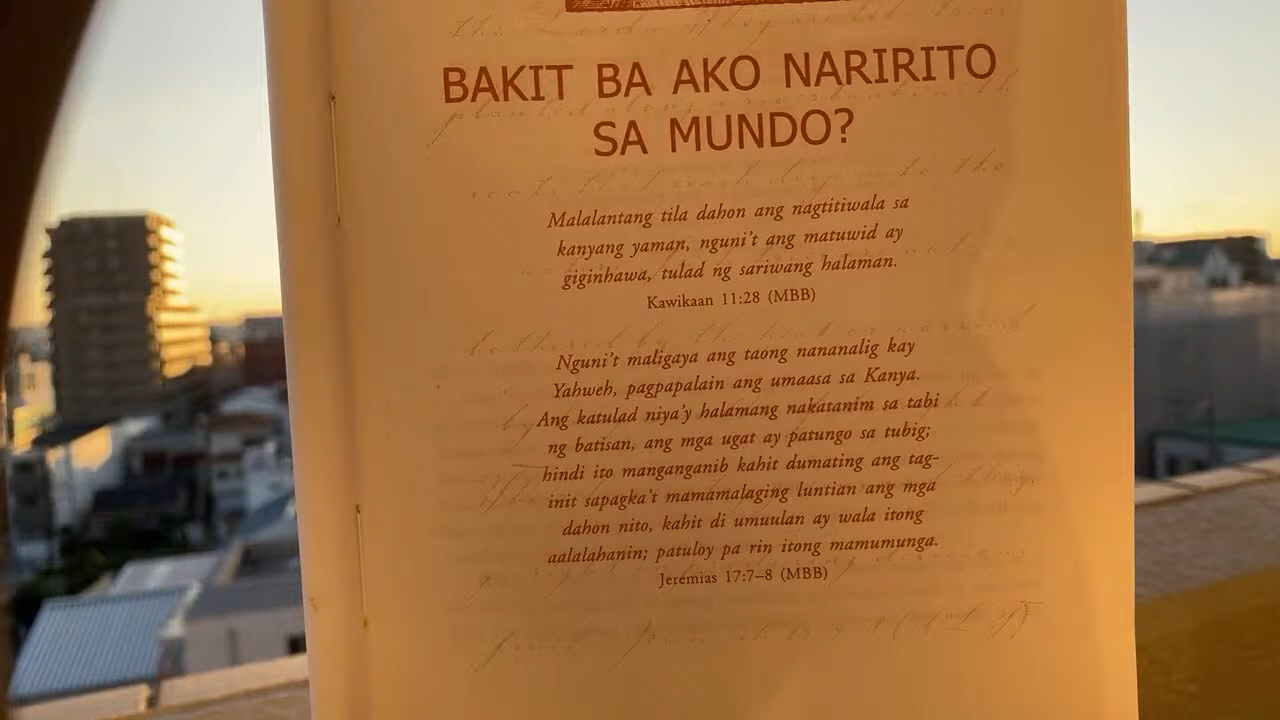 BAKIT BA AKO NARIRITO
SA MUNDO?
Malalantang tila dahon ang nagtitiwala sa
kanyang yaman, nguni't ang matuwid ay
giginhawa, tulad ng sariwang halaman.
Kawikaan 11:28 (MBB)
Nguni't maligaya ang taong nananalig kay
Yahweh, pagpapalain ang umaasa sa Kanya.
Ang katulad niya'y halamang nakatanim sa tabi
ng batisan, ang mga ugat ay patungo sa tubig;
hindi ito manganganib kahit dumating ang tag-
init sapagka't mamamalaging luntian ang mga
dahon nito, kahit di umuulan ay wala itong
aalalahanin; patuloy pa rin itong mamumunga.
Jeremias 17:7–8 (MBB)